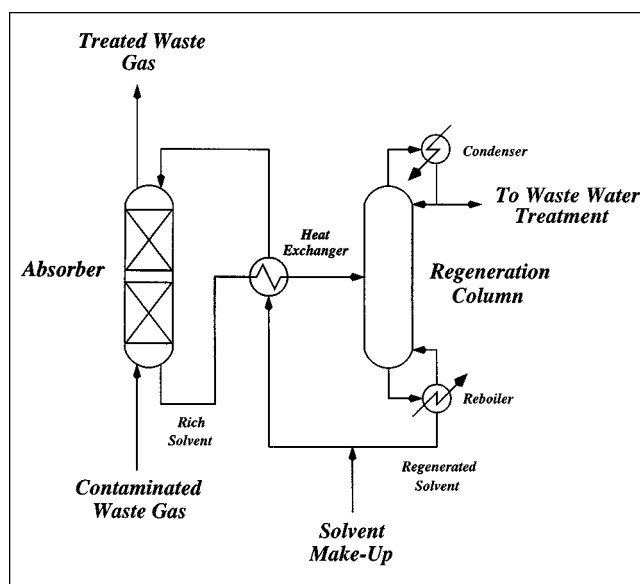 Treated Waste
Gas
Condenser
To Waste Water
Treatment
Heat
Exchanger
Absorber
Regeneration
Column
Rich
Solvent
Reboiler
Contaminated
Waste Gas
Regenerated
Solvent
Solvent
Make-Up